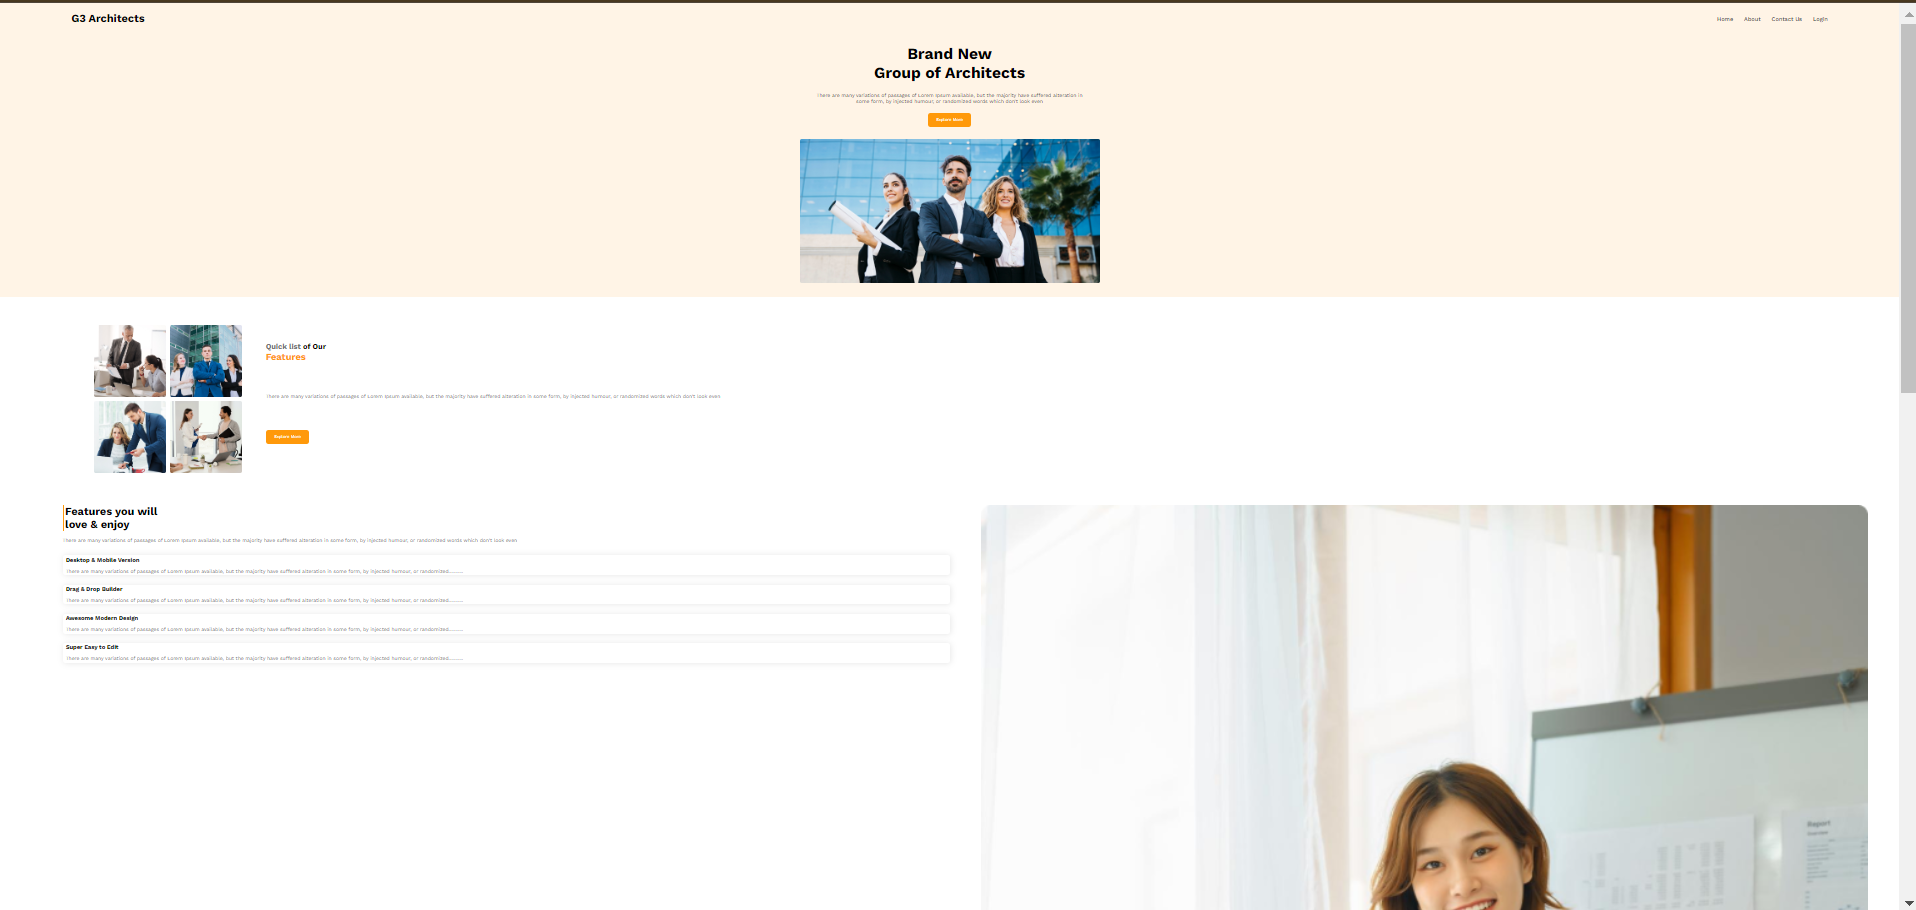 G3 Architects
Home About Contact Us Login
Brand New
Group of Architects
There are many variations of passages of Lorem Ipsum available, but the majority have suffered alteration in
some form, by injected humour, or randomized words which don't look even
Explore More
Quick list of Our
Features
There are many variations of passages of Lorem Ipsum available, but the majority have suffered alteration in some form, by injected humour, or randomized words which don't look even
Explore More
Features you will
love & enjoy
There are many variations of passages of Lorem Ipsum available, but the majority have suffered alteration in some form, by injected humour, or randomized words which don't look even
Desktop & Mobile Version
There are many variations of passages of Lorem Ipsum available, but the majority have suffered alteration in some form, by injected humour, or randomized..........
Drag & Drop Builder
There are many variations of passages of Lorem Ipsum available, but the majority have suffered alteration in some form, by injected humour, or randomized..........
Awesome Modern Design
There are many variations of passages of Lorem Ipsum available, but the majority have suffered alteration in some form, by injected humour, or randomized..........
Super Easy to Edit
There are many variations of passages of Lorem Ipsum available, but the majority have suffered alteration in some form, by injected humour, or randomized..........
Report